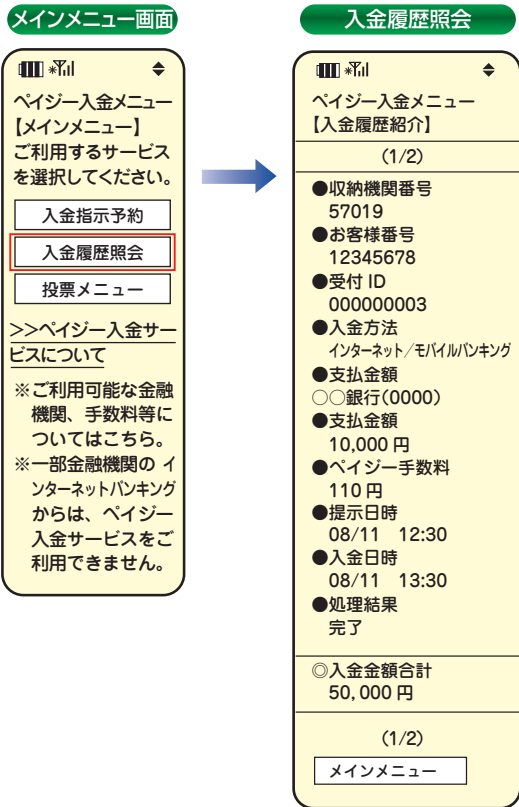 メインメニュー画面
ペイジー入金メニュー
【メインメニュー】
ご利用するサービス
を選択してください。
入金指示予約
入金履歴照会
投票メニュー
>>ペイジー入金サー
ビスについて
※ご利用可能な金融
機関、手数料等に
ついてはこちら。
※一部金融機関の イ
ンターネットバンキング
からは、ペイジー
入金サービスをご
利用できません。
入金履歴照会
ペイジー入金メニュー
【入金履歴紹介】
(1/2)
●収納機関番号
57019
●お客様番号
12345678
●受付 ID
000000003
●入金方法
インターネット/モバイルバンキング
●支払金額
○○銀行(0000)
●支払金額
10,000 円
●ペイジー手数料
110 円
●提示日時
08/11 12:30
●入金日時
08/11 13:30
●処理結果
完了
◎入金金額合計
50,000 円
(1/2)
メインメニュー